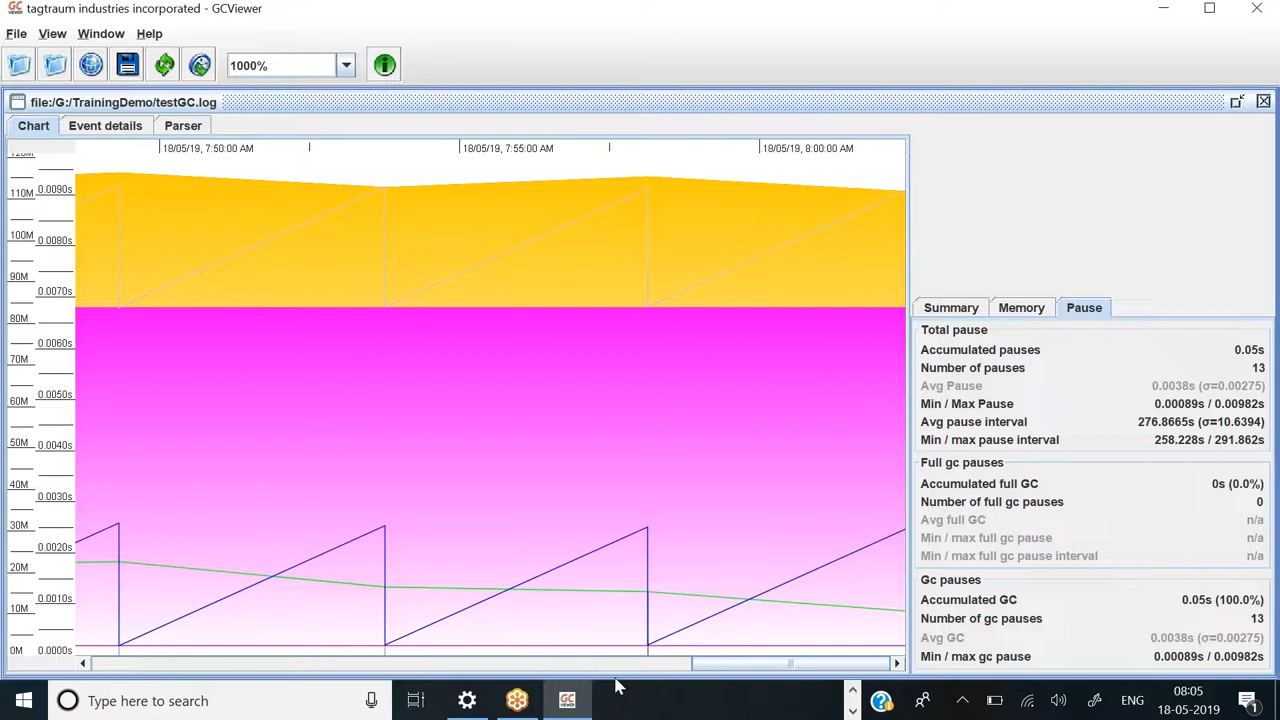 GC VIEWER tagtraum industries incorporated - GCViewer
File View Window Help
1000%
file:/G:/TrainingDemo/testGC.log
Chart Event details Parser
18/05/19, 7:50:00 AM 18/05/19, 7:55:00 AM 18/05/19, 8:00:00 AM
120M
110M 0.0090s
100M 0.0080s
90M 0.0070s
80M 0.0060s
70M
60M 0.0050s
50M 0.0040s
40M 0.0030s
30M
20M 0.0020s
10M 0.0010s
0M 0.0000s
Summary Memory Pause
Total pause
Accumulated pauses 0.05s
Number of pauses 13
Avg Pause 0.0038s (σ=0.00275)
Min / Max Pause 0.00089s / 0.00982s
Avg pause interval 276.8665s (σ=10.6394)
Min / max pause interval 258.228s / 291.862s
Full gc pauses
Accumulated full GC 0s (0.0%)
Number of full gc pauses 0
Avg full GC n/a
Min / max full gc pause n/a
Min / max full gc pause interval n/a
Gc pauses
Accumulated GC 0.05s (100.0%)
Number of gc pauses 13
Avg GC 0.0038s (σ=0.00275)
Min / max gc pause 0.00089s / 0.00982s
Type here to search
GC VIEWER
ENG
08:05
18-05-2019
1